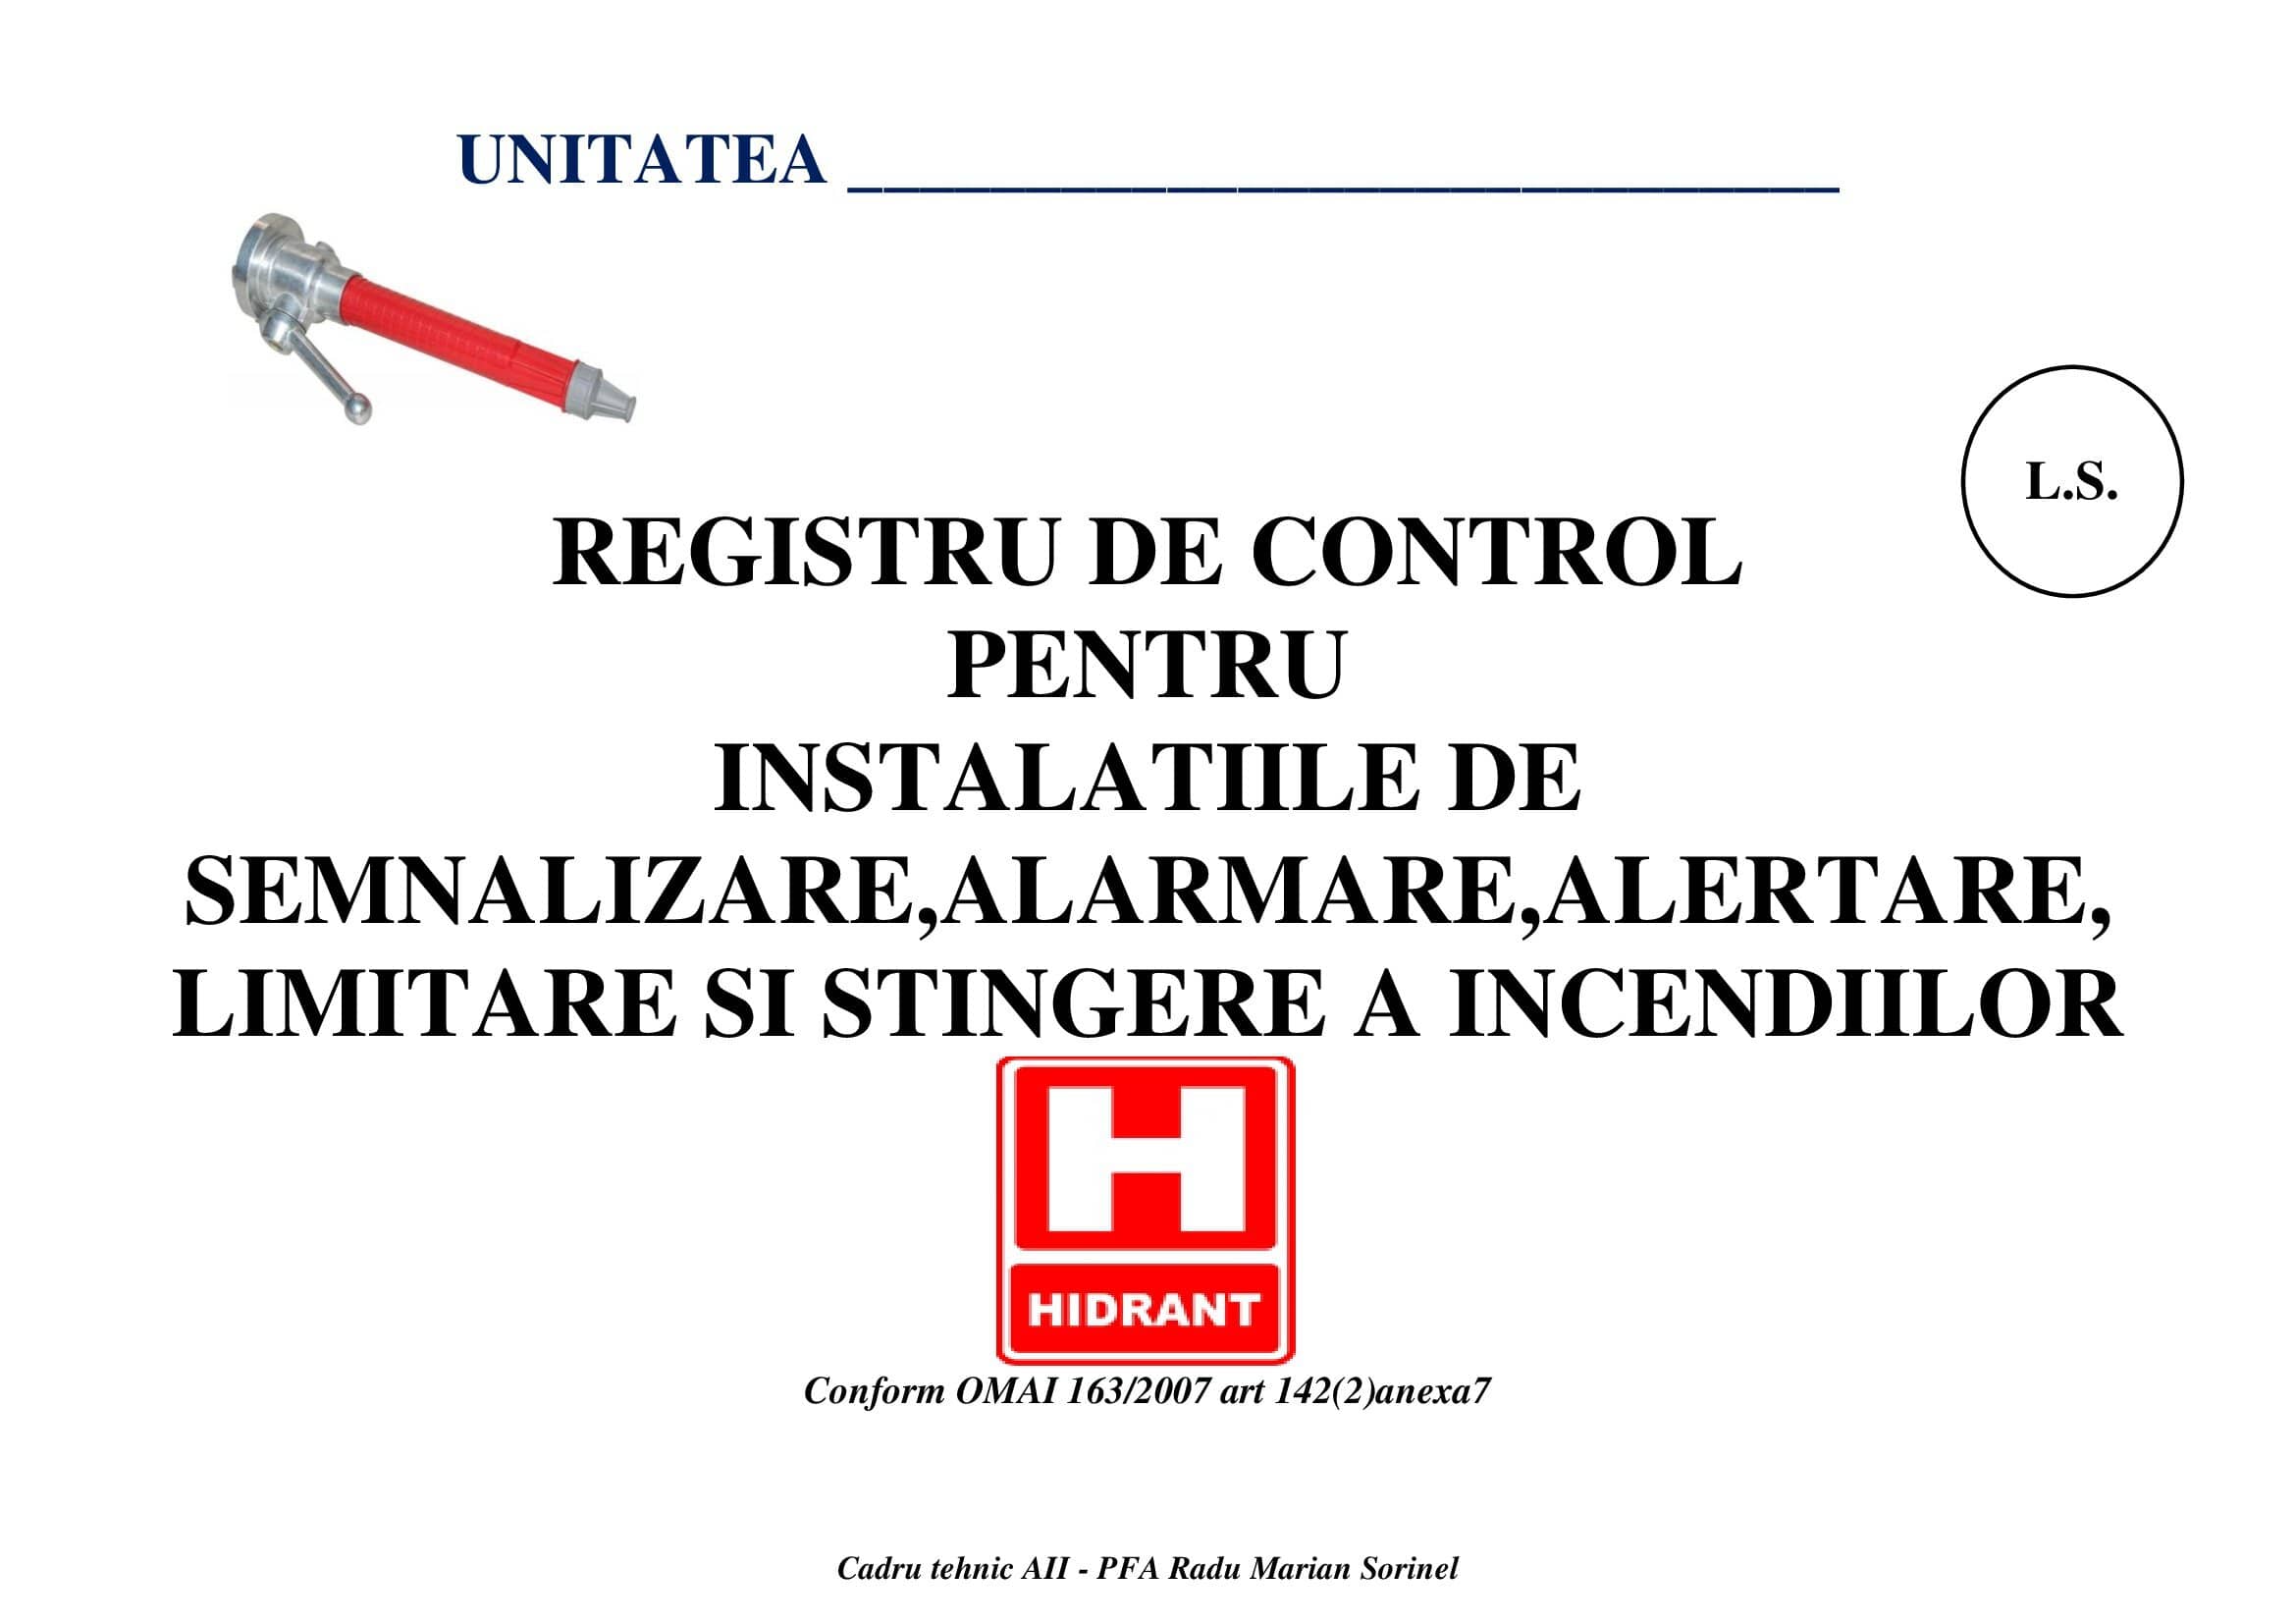 UNITATEA ____________________________
L.S.
REGISTRU DE CONTROL
PENTRU
INSTALATIILE DE
SEMNALIZARE,ALARMARE,ALERTARE,
LIMITARE SI STINGERE A INCENDIILOR
H
HIDRANT
Conform OMAI 163/2007 art 142(2)anexa7
Cadru tehnic AII - PFA Radu Marian Sorinel